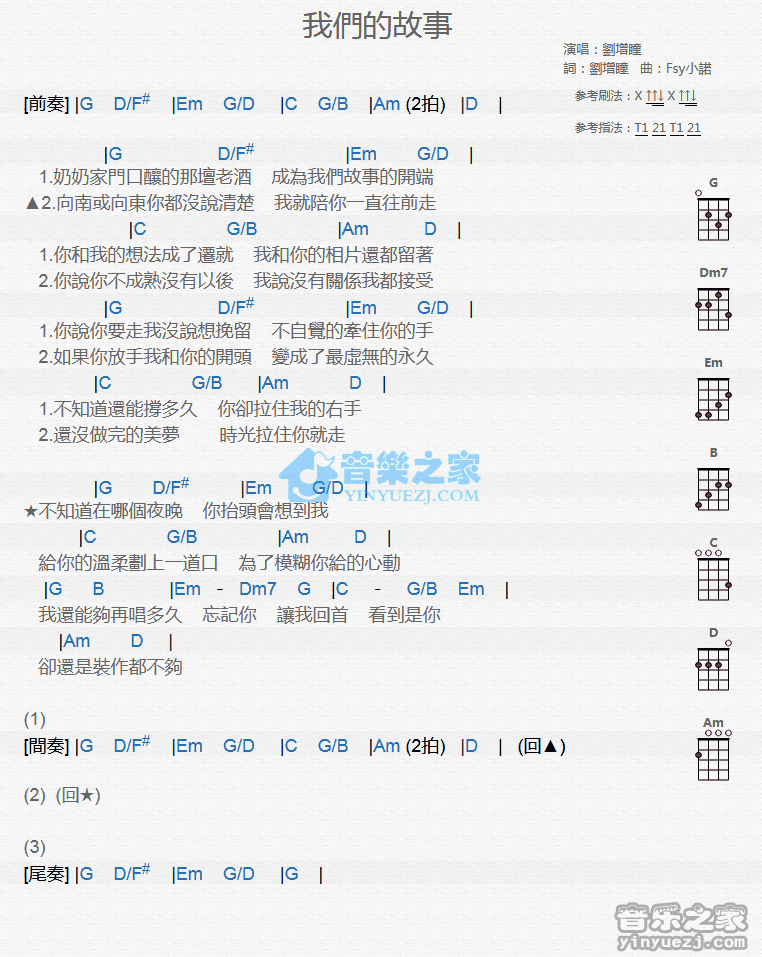 我們的故事
演唱：劉增瞳
詞：劉增瞳 曲：Fsy小諾
参考刷法：X ↑↑↓ X ↑↑↓
参考指法：T1 21 T1 21
[前奏] |G D/F# |Em G/D |C G/B |Am (2拍) |D |
|G D/F# |Em G/D |
1.奶奶家門口釀的那壇老酒 成為我們故事的開端
▲2.向南或向東你都沒說清楚 我就陪你一直往前走
|C G/B |Am D |
1.你和我的想法成了遷就 我和你的相片還都留著
2.你說你不成熟沒有以後 我說沒有關係我都接受
|G D/F# |Em G/D |
1.你說你要走我沒說想挽留 不自覺的牽住你的手
2.如果你放手我和你的開頭 變成了最虛無的永久
|C G/B |Am D |
1.不知道還能撐多久 你卻拉住我的右手
2.還沒做完的美夢 時光拉住你就走
|G D/F# |Em G/D |
★不知道在哪個夜晚 你抬頭會想到我
|C G/B |Am D |
給你的溫柔劃上一道口 為了模糊你給的心動
|G B |Em - Dm7 G |C - G/B Em |
我還能夠再唱多久 忘記你 讓我回首 看到是你
|Am D |
卻還是裝作都不夠
(1)
[間奏] |G D/F# |Em G/D |C G/B |Am (2拍) |D | (回▲)
(2) (回★)
(3)
[尾奏] |G D/F# |Em G/D |G |
G
Dm7
Em
B
C
D
Am
音樂之家
YINYUEZJ.COM
音乐之家
yinyuezj.com